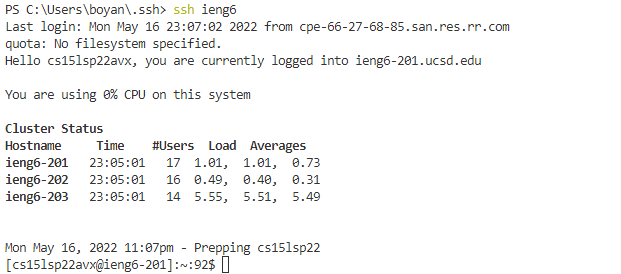 PS C:\Users\boyan\.ssh> ssh ieng6
Last login: Mon May 16 23:07:02 2022 from cpe-66-27-68-85.san.res.rr.com
quota: No filesystem specified.
Hello cs15lsp22avx, you are currently logged into ieng6-201.ucsd.edu
You are using 0% CPU on this system
Cluster Status
Hostname     Time    #Users  Load  Averages
ieng6-201   23:05:01   17  1.01,  1.01,  0.73
ieng6-202   23:05:01   16  0.49,  0.40,  0.31
ieng6-203   23:05:01   14  5.55,  5.51,  5.49
Mon May 16, 2022 11:07pm - Prepping cs15lsp22
[cs15lsp22avx@ieng6-201]:~:92$